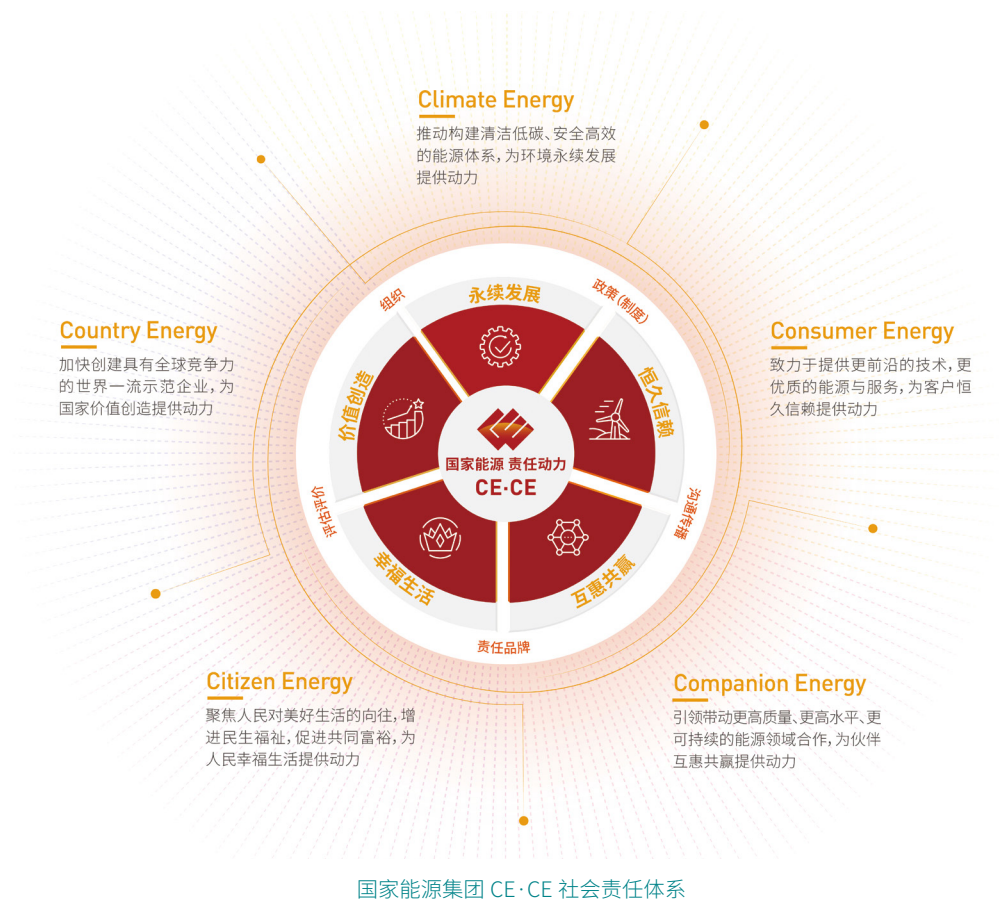 Climate Energy
推动构建清洁低碳、安全高效
的能源体系，为环境永续发展
提供动力
Country Energy
加快创建具有全球竞争力
的世界一流示范企业，为
国家价值创造提供动力
Consumer Energy
致力于提供更前沿的技术，更
优质的能源与服务，为客户恒
久信赖提供动力
组织
永续发展
政策（制度）
价值创造
恒久信赖
国家能源 责任动力
CE·CE
评估评价
沟通传播
幸福生活
互惠共赢
责任品牌
Citizen Energy
聚焦人民对美好生活的向往，增
进民生福祉，促进共同富裕，为
人民幸福生活提供动力
Companion Energy
引领带动更高质量、更高水平、更
可持续的能源领域合作，为伙伴
互惠共赢提供动力
国家能源集团 CE·CE 社会责任体系